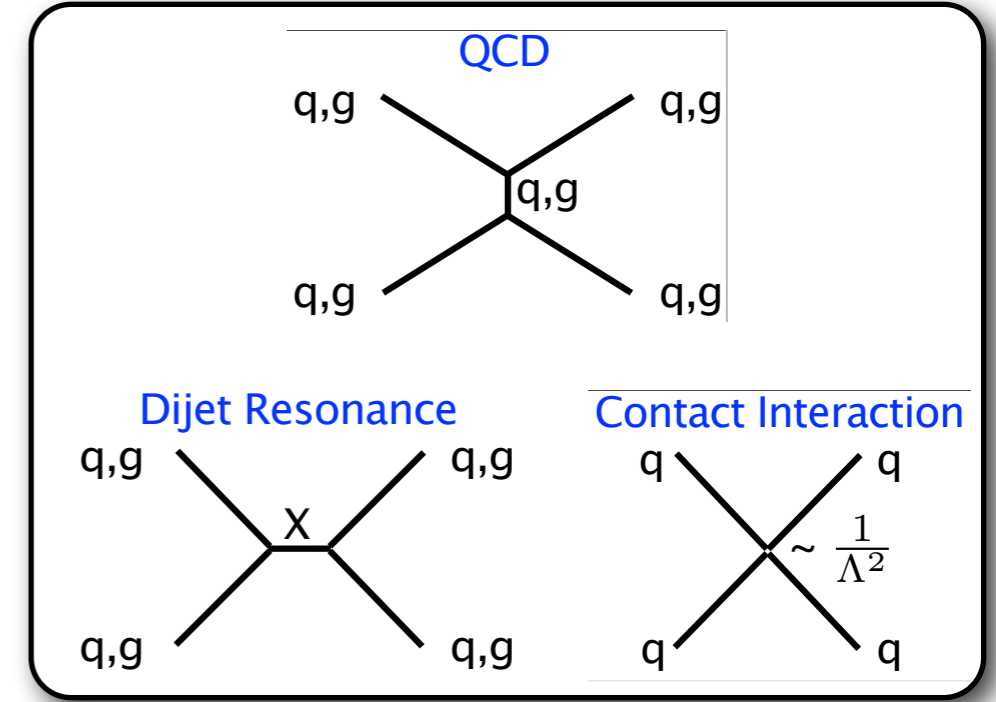 QCD
q,g q,g
q,g
q,g q,g
Dijet Resonance
q,g q,g
X
q,g q,g
Contact Interaction
q q
~ 1/Λ²
q q